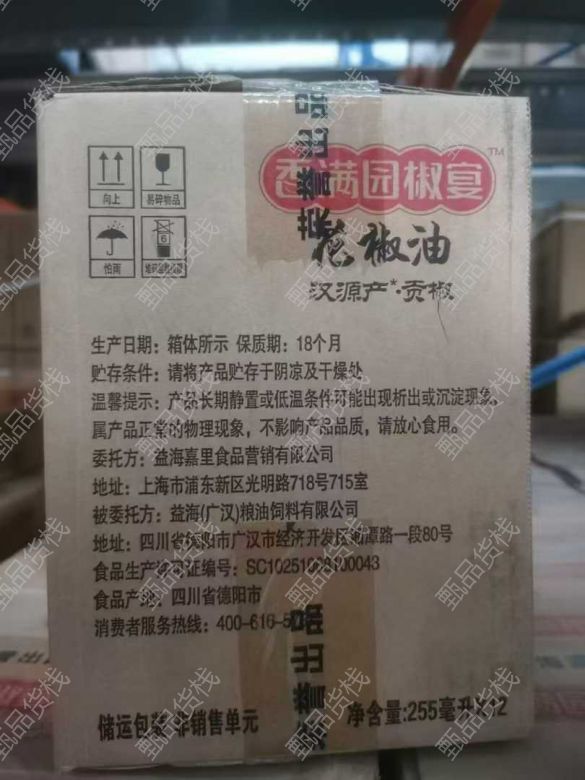 香满园椒宴™
花椒油
汉源产*·贡椒
向上
易碎物品
怕雨
6
生产日期：箱体所示 保质期：18个月
贮存条件：请将产品贮存于阴凉及干燥处
温馨提示：产品长期静置或低温条件可能出现析出或沉淀现象，
属产品正常的物理现象，不影响产品品质，请放心食用。
委托方：益海嘉里食品营销有限公司
地址：上海市浦东新区光明路718号715室
被委托方：益海(广汉)粮油饲料有限公司
地址：四川省德阳市广汉市经济开发区湘潭路一段80号
食品生产许可证编号：
食品产地：四川省德阳市
消费者服务热线：400-616-5
储运包装 非销售单元
净含量:255毫升X12
甄品货栈